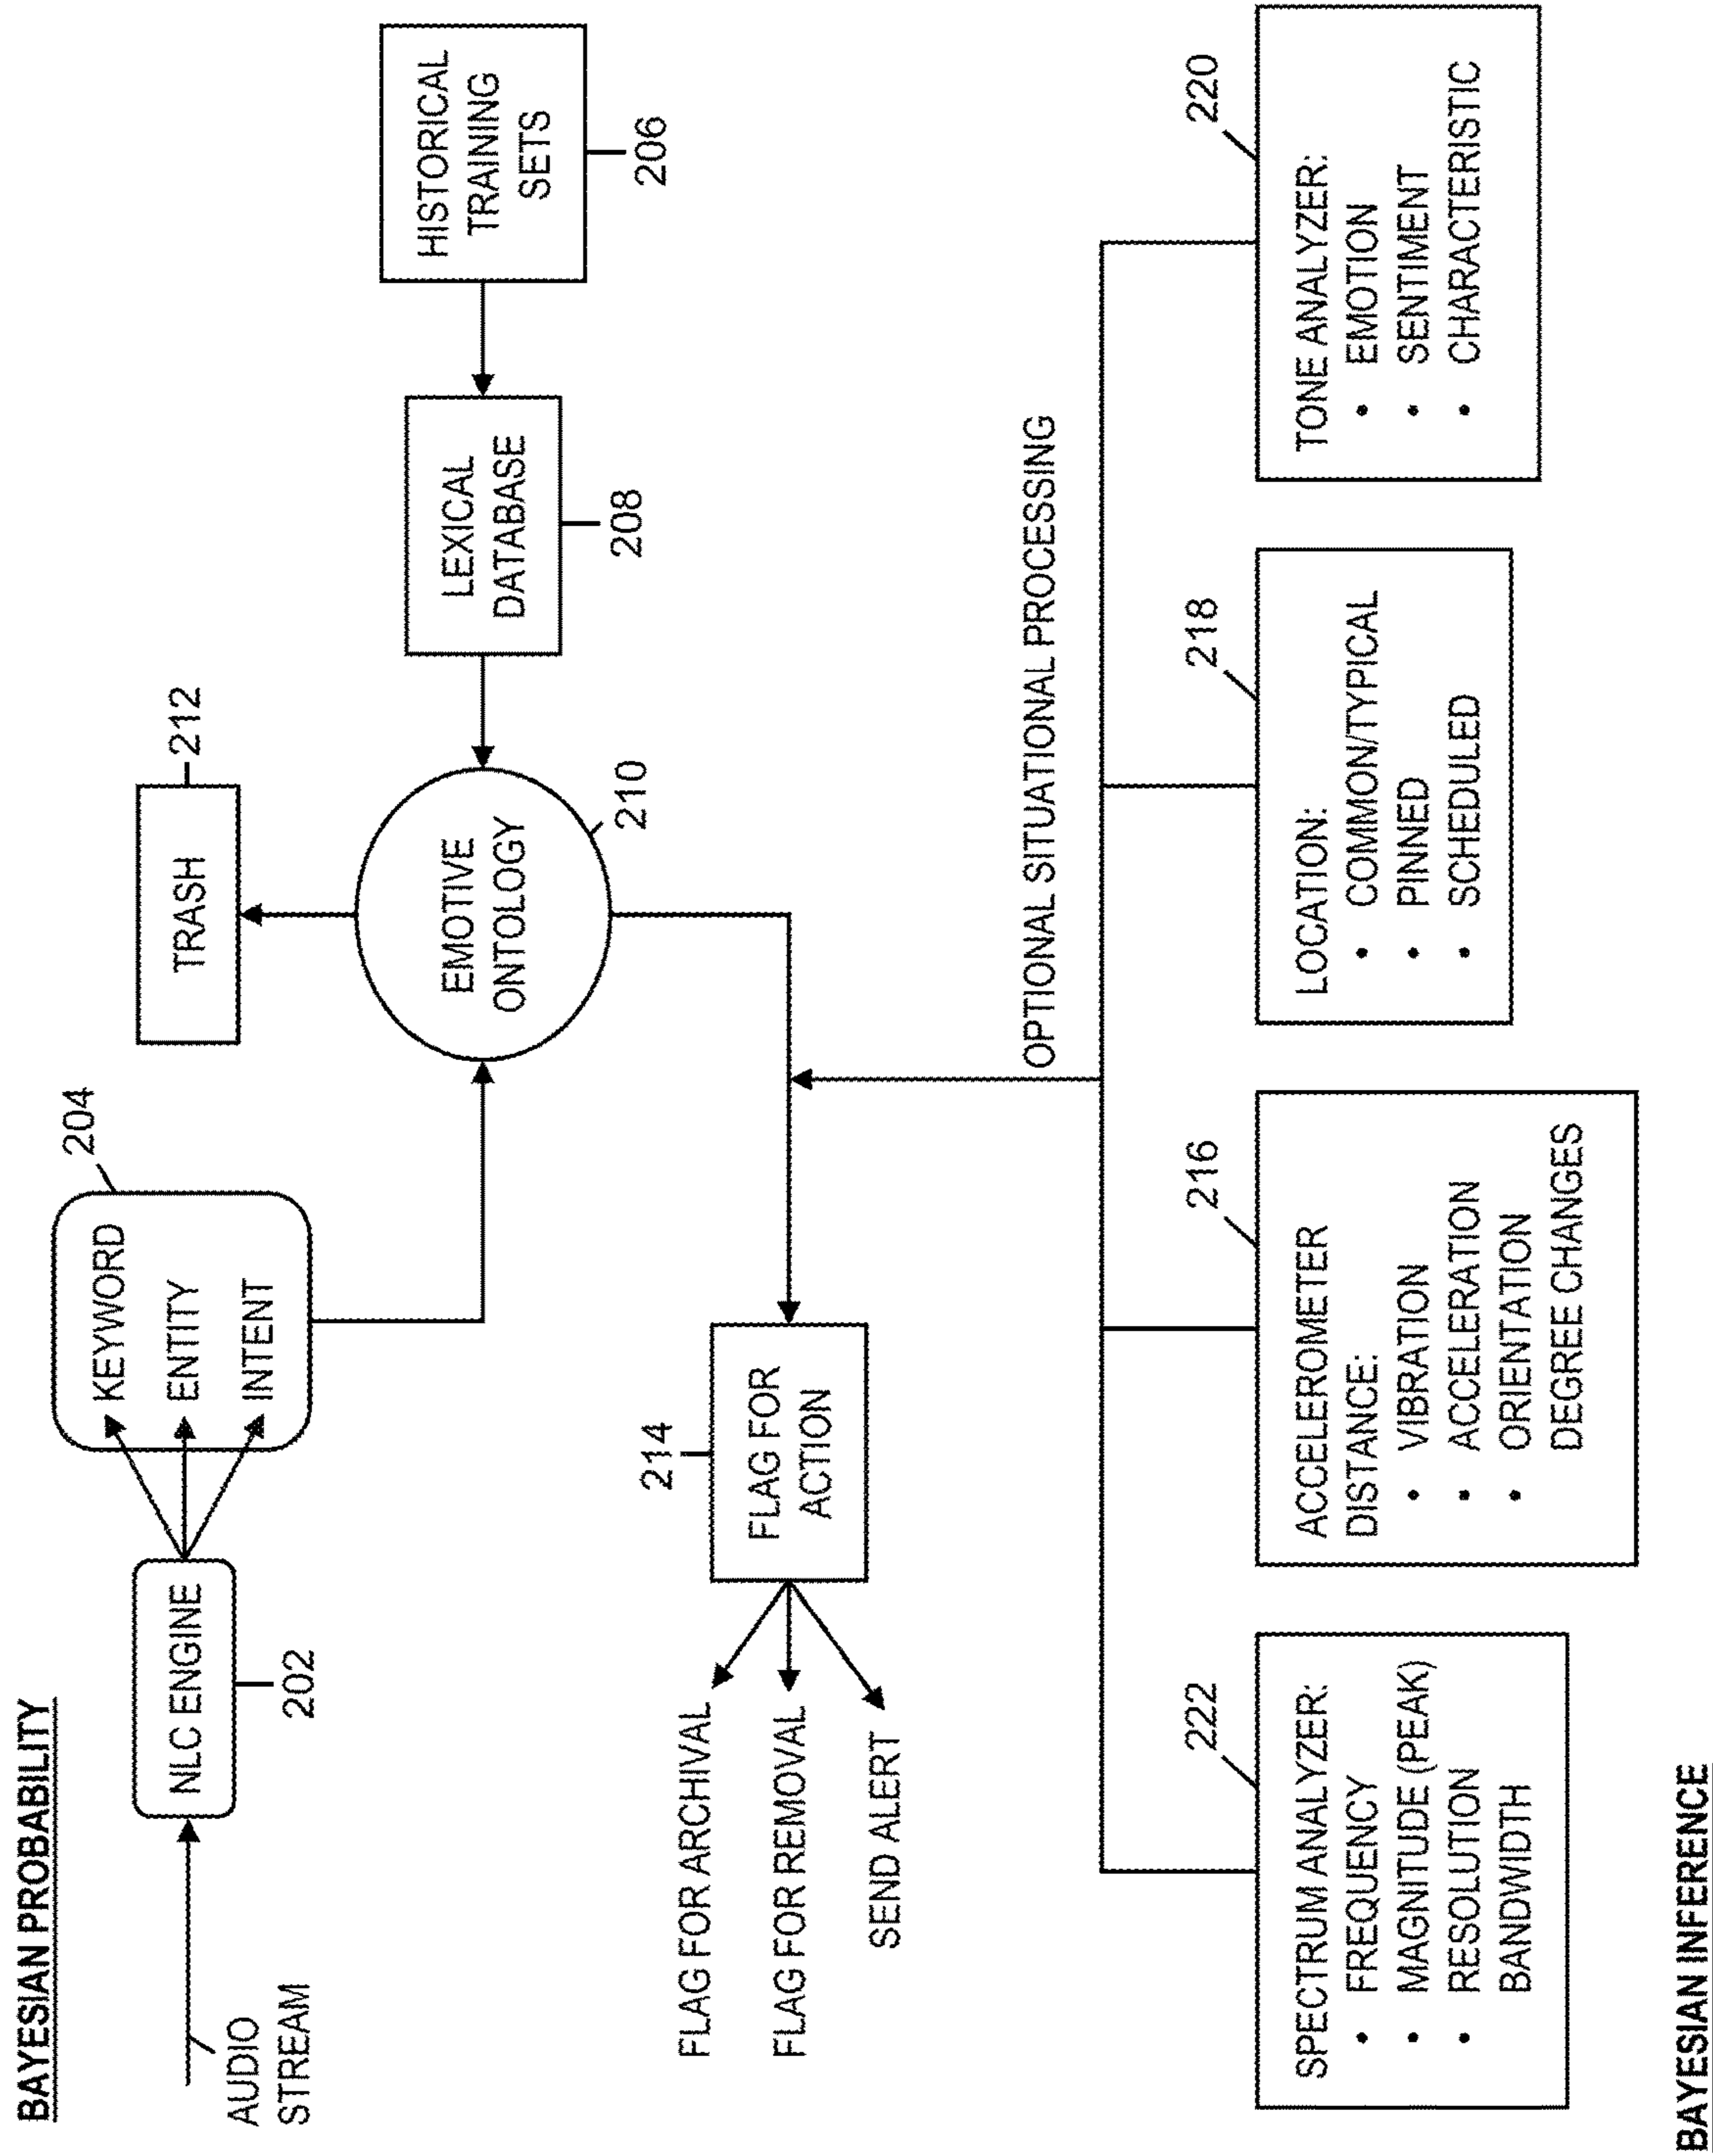 BAYESIAN PROBABILITY
AUDIO
STREAM
NLC ENGINE
202
204
KEYWORD
ENTITY
INTENT
TRASH
212
EMOTIVE
ONTOLOGY
210
LEXICAL
DATABASE
208
HISTORICAL
TRAINING
SETS
206
214
FLAG FOR
ACTION
FLAG FOR ARCHIVAL
FLAG FOR REMOVAL
SEND ALERT
OPTIONAL SITUATIONAL PROCESSING
222
SPECTRUM ANALYZER:
• FREQUENCY
• MAGNITUDE (PEAK)
• RESOLUTION
BANDWIDTH
216
ACCELEROMETER
DISTANCE:
• VIBRATION
• ACCELERATION
• ORIENTATION
DEGREE CHANGES
218
LOCATION:
• COMMON/TYPICAL
• PINNED
• SCHEDULED
220
TONE ANALYZER:
• EMOTION
• SENTIMENT
• CHARACTERISTIC
BAYESIAN INFERENCE